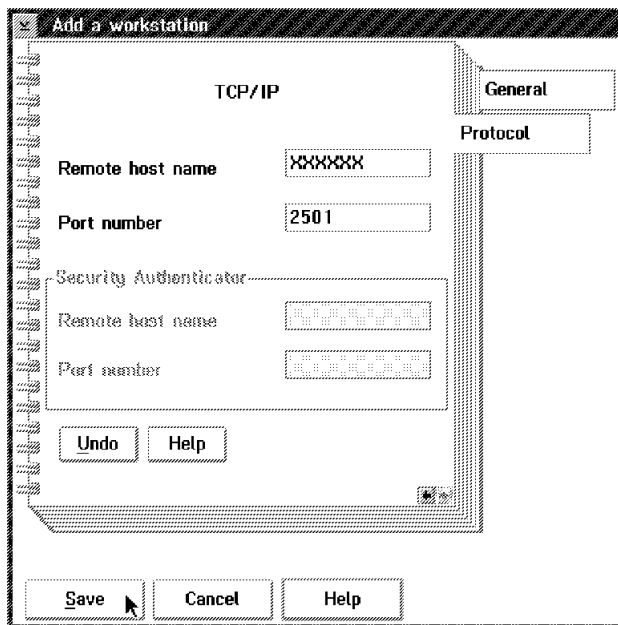 Add a workstation
TCP/IP
General
Protocol
Remote host name XXXXXX
Port number 2501
Security Authenticator
Remote host name
Port number
Undo Help
Save Cancel Help